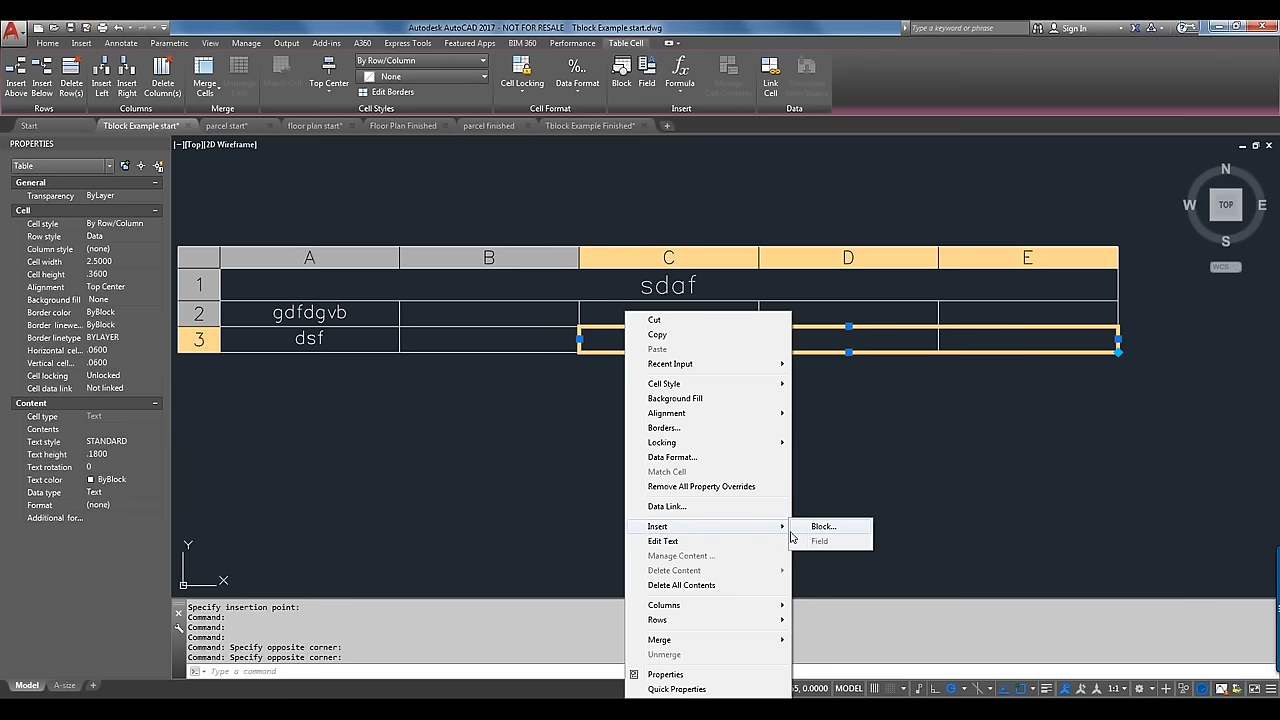 Autodesk AutoCAD 2017 - NOT FOR RESALE Tblock Example start.dwg
Type a keyword or phrase
Sign In
Home Insert Annotate Parametric View Manage Output Add-ins A360 Express Tools Featured Apps BIM 360 Performance Table Cell
Insert Above
Insert Below
Delete Row(s)
Rows
Insert Left
Insert Right
Delete Column(s)
Columns
Merge Cells
Unmerge Cells
Merge
Match Cell
Top Center
By Row/Column
None
Edit Borders
Cell Styles
Cell Locking
Data Format
Cell Format
%..
Block
Field
fx
Formula
Manage Cell Contents
Insert
Link Cell
Data
Start
Tblock Example start*
parcel start*
floor plan start*
Floor Plan Finished
parcel finished
Tblock Example Finished*
PROPERTIES
Table
General
Transparency ByLayer
Cell
Cell style By Row/Column
Row style Data
Column style (none)
Cell width 2.5000
Cell height .3600
Alignment Top Center
Background fill None
Border color ByBlock
Border linewe... ByBlock
Border linetype BYLAYER
Horizontal cel... .0600
Vertical cell... .0600
Cell locking Unlocked
Cell data link Not linked
Content
Cell type Text
Contents
Text style STANDARD
Text height .1800
Text rotation 0
Text color ByBlock
Data type Text
Format (none)
Additional for...
[−][Top][2D Wireframe]
N
W TOP E
S
WCS
A B C D E
1 sdaf
2 gdfdgvb
3 dsf
Cut
Copy
Paste
Recent Input
Cell Style
Background Fill
Alignment
Borders...
Locking
Data Format...
Match Cell
Remove All Property Overrides
Data Link...
Insert
Edit Text
Manage Content ...
Delete Content
Delete All Contents
Columns
Rows
Merge
Unmerge
Properties
Quick Properties
Block...
Field
Y
X
Specify insertion point:
Command:
Command:
Command:
Command: Specify opposite corner:
Command: Specify opposite corner:
Type a command
Model A-size +
0.0000 MODEL 1:1